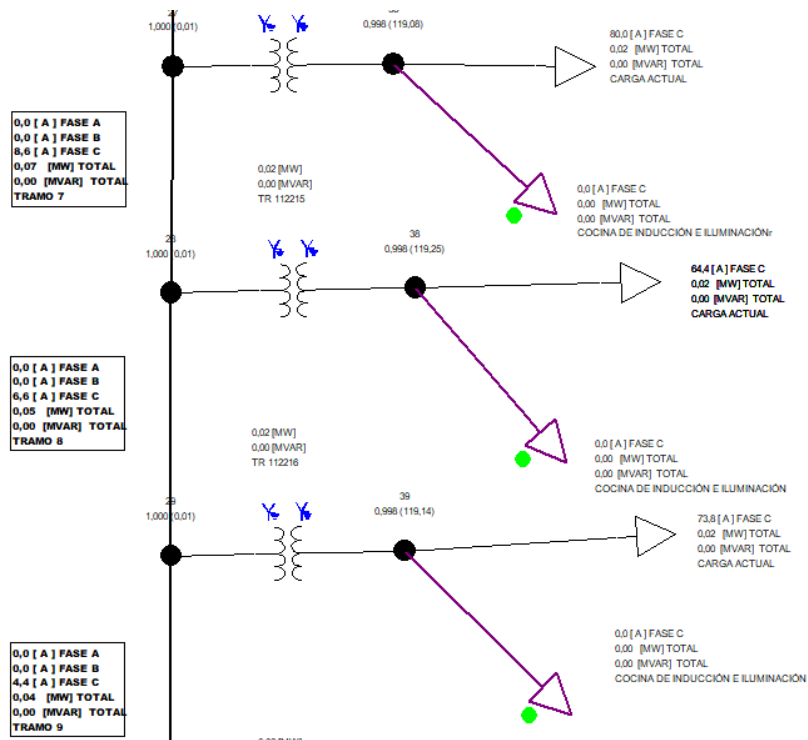 1,000 (0,01)
0,998 (119,08)
80,0 [ A ] FASE C
0,02 [MW] TOTAL
0,00 [MVAR] TOTAL
CARGA ACTUAL
0,0 [ A ] FASE A
0,0 [ A ] FASE B
8,6 [ A ] FASE C
0,07 [MW] TOTAL
0,00 [MVAR] TOTAL
TRAMO 7
0,02 [MW]
0,00 [MVAR]
TR 112215
0,0 [ A ] FASE C
0,00 [MW] TOTAL
0,00 [MVAR] TOTAL
COCINA DE INDUCCIÓN E ILUMINACIÓNr
28
1,000 (0,01)
38
0,998 (119,25)
64,4 [ A ] FASE C
0,02 [MW] TOTAL
0,00 [MVAR] TOTAL
CARGA ACTUAL
0,0 [ A ] FASE A
0,0 [ A ] FASE B
6,6 [ A ] FASE C
0,05 [MW] TOTAL
0,00 [MVAR] TOTAL
TRAMO 8
0,02 [MW]
0,00 [MVAR]
TR 112216
0,0 [ A ] FASE C
0,00 [MW] TOTAL
0,00 [MVAR] TOTAL
COCINA DE INDUCCIÓN E ILUMINACIÓN
29
1,000 (0,01)
39
0,998 (119,14)
73,8 [ A ] FASE C
0,02 [MW] TOTAL
0,00 [MVAR] TOTAL
CARGA ACTUAL
0,0 [ A ] FASE A
0,0 [ A ] FASE B
4,4 [ A ] FASE C
0,04 [MW] TOTAL
0,00 [MVAR] TOTAL
TRAMO 9
0,0 [ A ] FASE C
0,00 [MW] TOTAL
0,00 [MVAR] TOTAL
COCINA DE INDUCCIÓN E ILUMINACIÓN